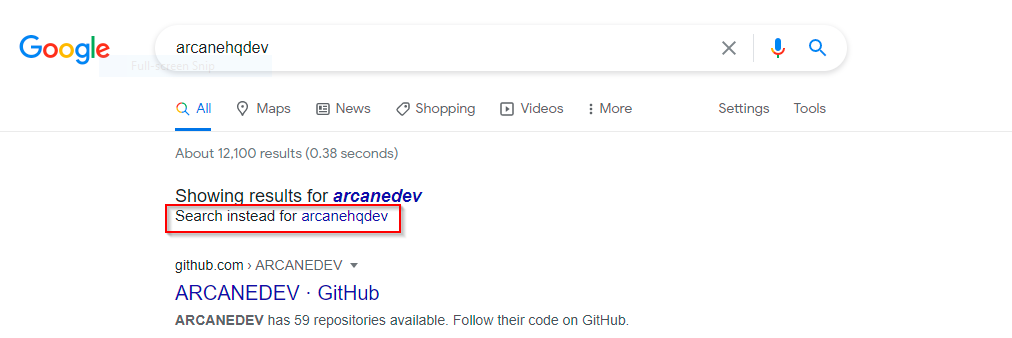 Google arcanehqdev
Full-screen Snip
All Maps News Shopping Videos More Settings Tools
About 12,100 results (0.38 seconds)
Showing results for arcanedev
Search instead for arcanehqdev
github.com › ARCANEDEV
ARCANEDEV · GitHub
ARCANEDEV has 59 repositories available. Follow their code on GitHub.